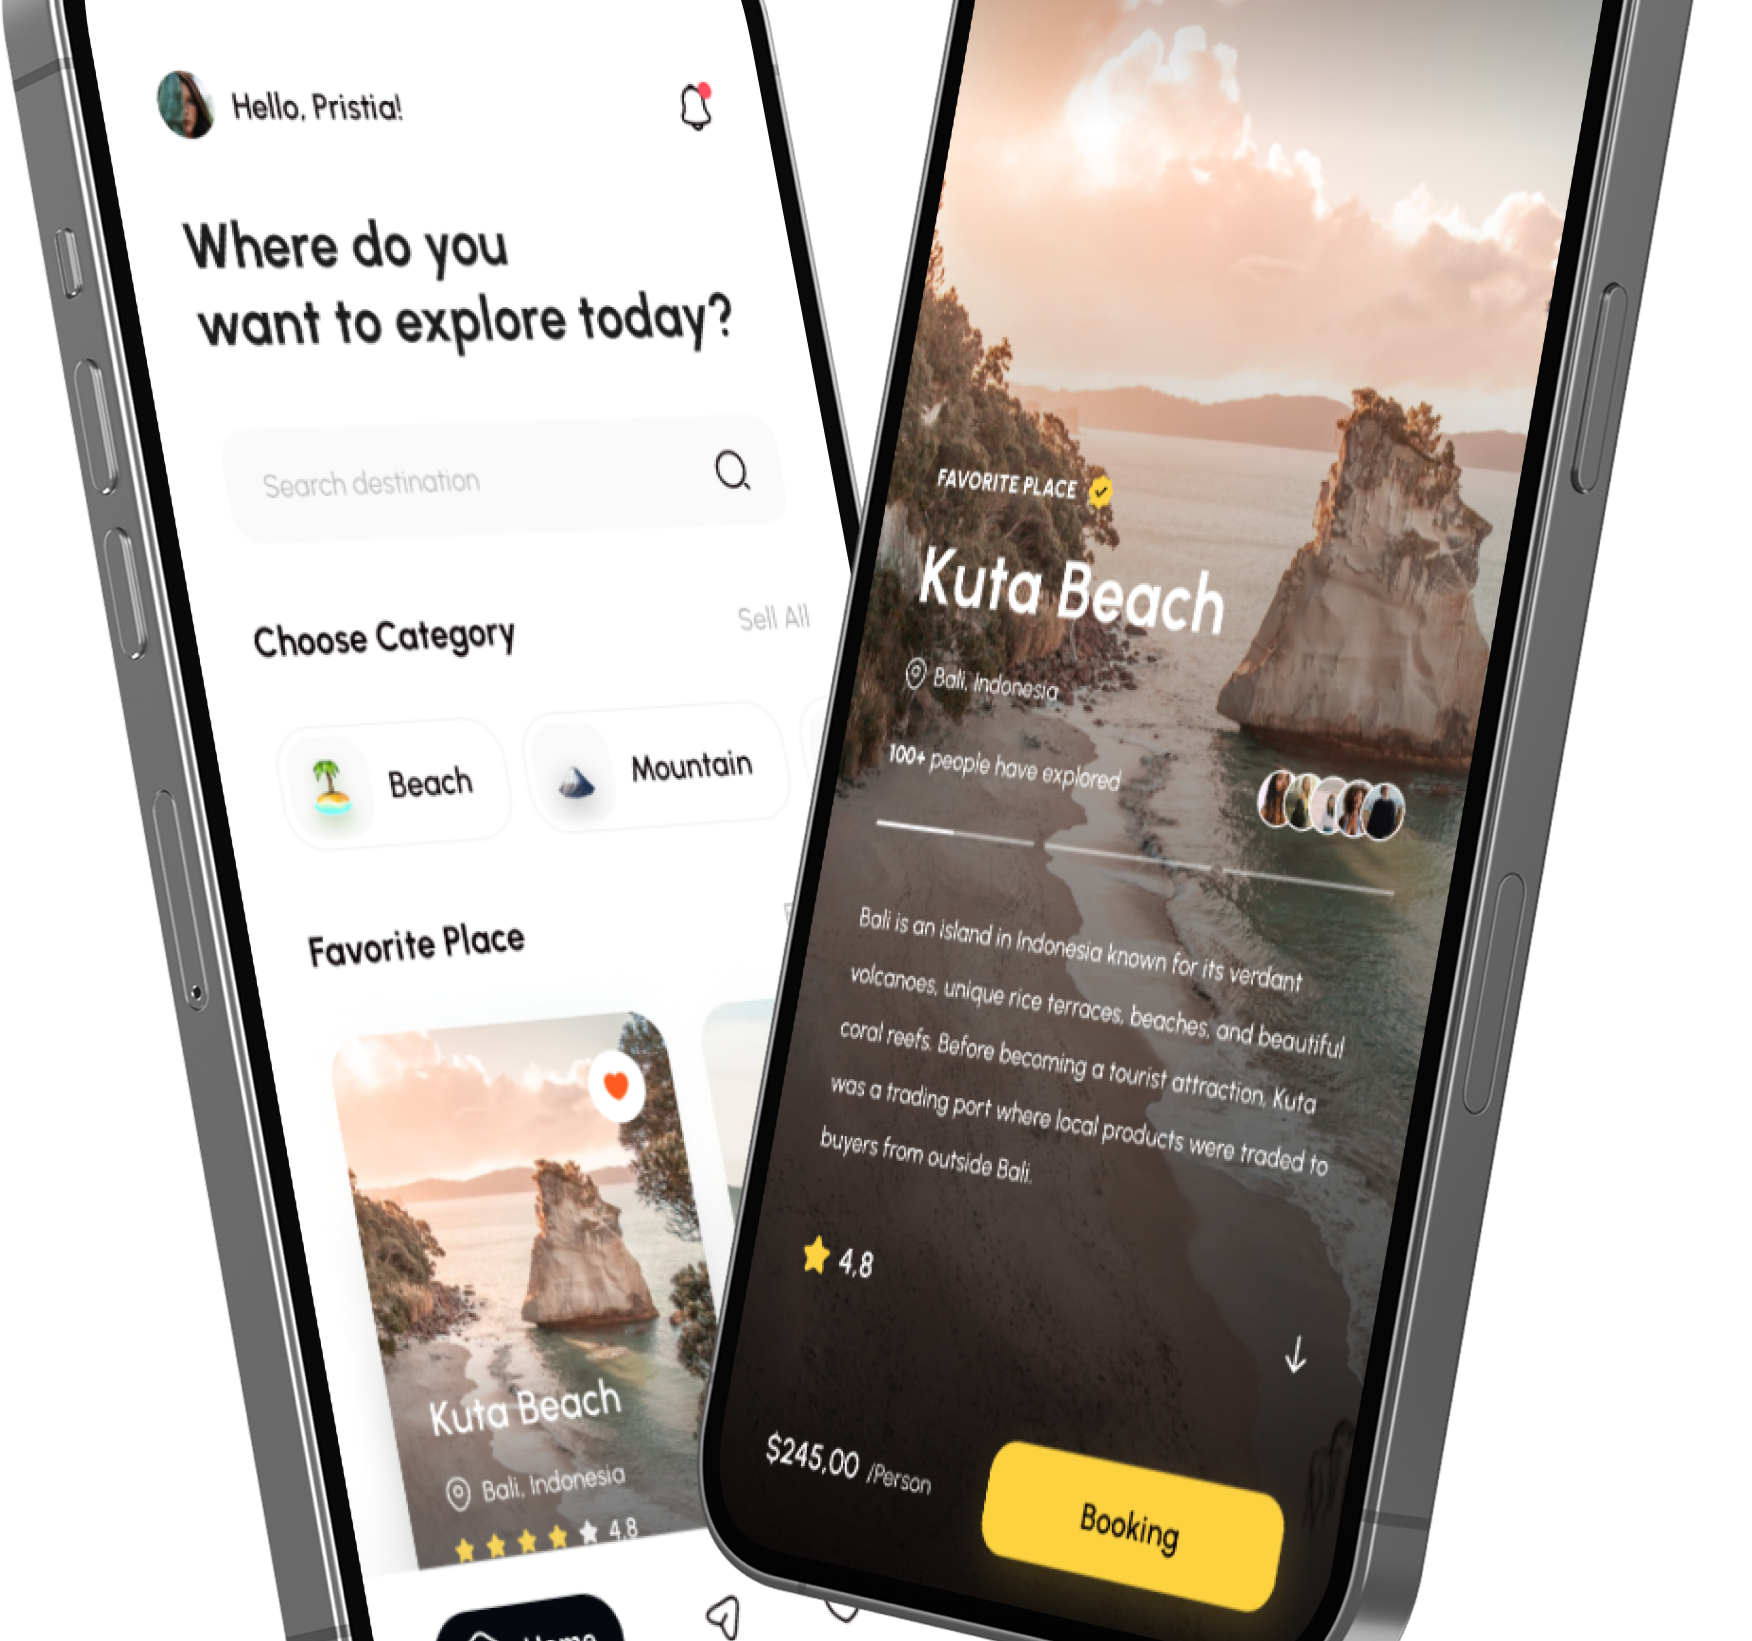 Hello, Pristia!
Where do you
want to explore today?
Search destination
Choose Category
Sell All
Beach
Mountain
Favorite Place
Kuta Beach
Bali, Indonesia
4,8
Home
FAVORITE PLACE
Kuta Beach
Bali, Indonesia
100+ people have explored
Bali is an island in Indonesia known for its verdant
volcanoes, unique rice terraces, beaches, and beautiful
coral reefs. Before becoming a tourist attraction, Kuta
was a trading port where local products were traded to
buyers from outside Bali.
4,8
$245,00 /Person
Booking